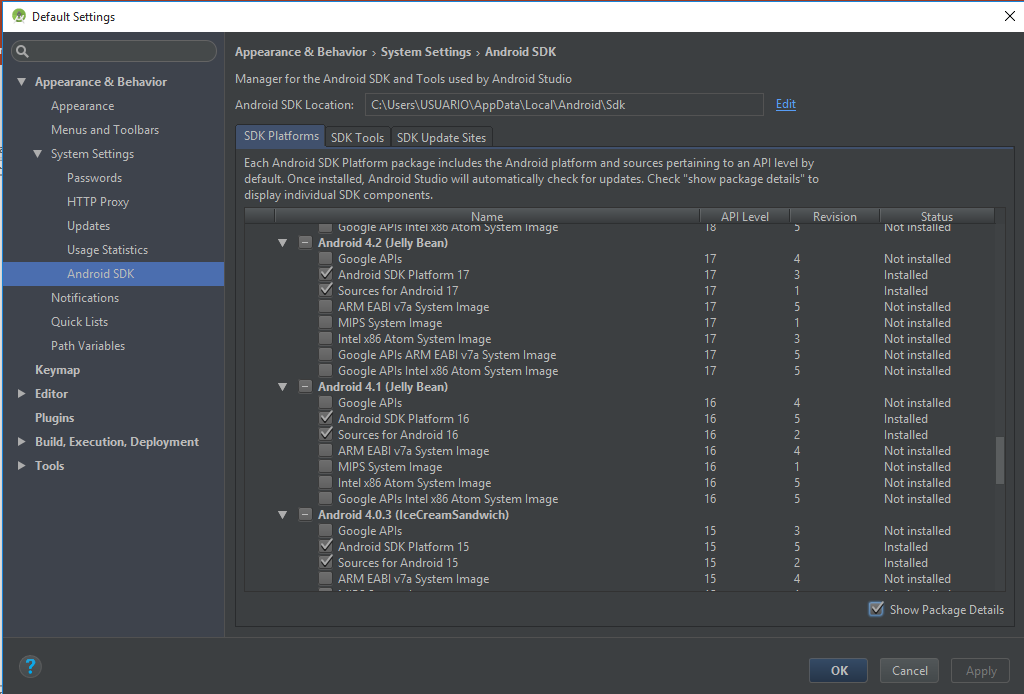 Default Settings
Appearance & Behavior › System Settings › Android SDK
Manager for the Android SDK and Tools used by Android Studio
Android SDK Location: C:\Users\USUARIO\AppData\Local\Android\Sdk Edit
Appearance & Behavior
Appearance
Menus and Toolbars
System Settings
Passwords
HTTP Proxy
Updates
Usage Statistics
Android SDK
Notifications
Quick Lists
Path Variables
Keymap
Editor
Plugins
Build, Execution, Deployment
Tools
SDK Platforms SDK Tools SDK Update Sites
Each Android SDK Platform package includes the Android platform and sources pertaining to an API level by
default. Once installed, Android Studio will automatically check for updates. Check "show package details" to
display individual SDK components.
Name API Level Revision Status
Google APIs Intel x86 Atom System Image 18 5 Not installed
Android 4.2 (Jelly Bean)
Google APIs 17 4 Not installed
Android SDK Platform 17 17 3 Installed
Sources for Android 17 17 1 Installed
ARM EABI v7a System Image 17 5 Not installed
MIPS System Image 17 1 Not installed
Intel x86 Atom System Image 17 3 Not installed
Google APIs ARM EABI v7a System Image 17 5 Not installed
Google APIs Intel x86 Atom System Image 17 5 Not installed
Android 4.1 (Jelly Bean)
Google APIs 16 4 Not installed
Android SDK Platform 16 16 5 Installed
Sources for Android 16 16 2 Installed
ARM EABI v7a System Image 16 4 Not installed
MIPS System Image 16 1 Not installed
Intel x86 Atom System Image 16 5 Not installed
Google APIs Intel x86 Atom System Image 16 5 Not installed
Android 4.0.3 (IceCreamSandwich)
Google APIs 15 3 Not installed
Android SDK Platform 15 15 5 Installed
Sources for Android 15 15 2 Installed
ARM EABI v7a System Image 15 4 Not installed
Show Package Details
? OK Cancel Apply